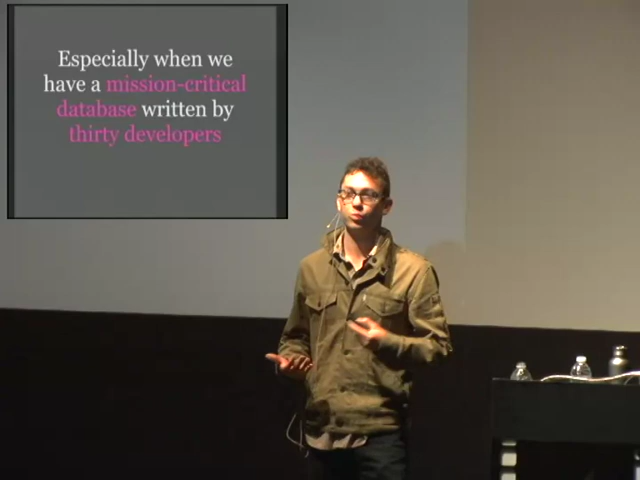 Especially when we
have a mission-critical
database written by
thirty developers